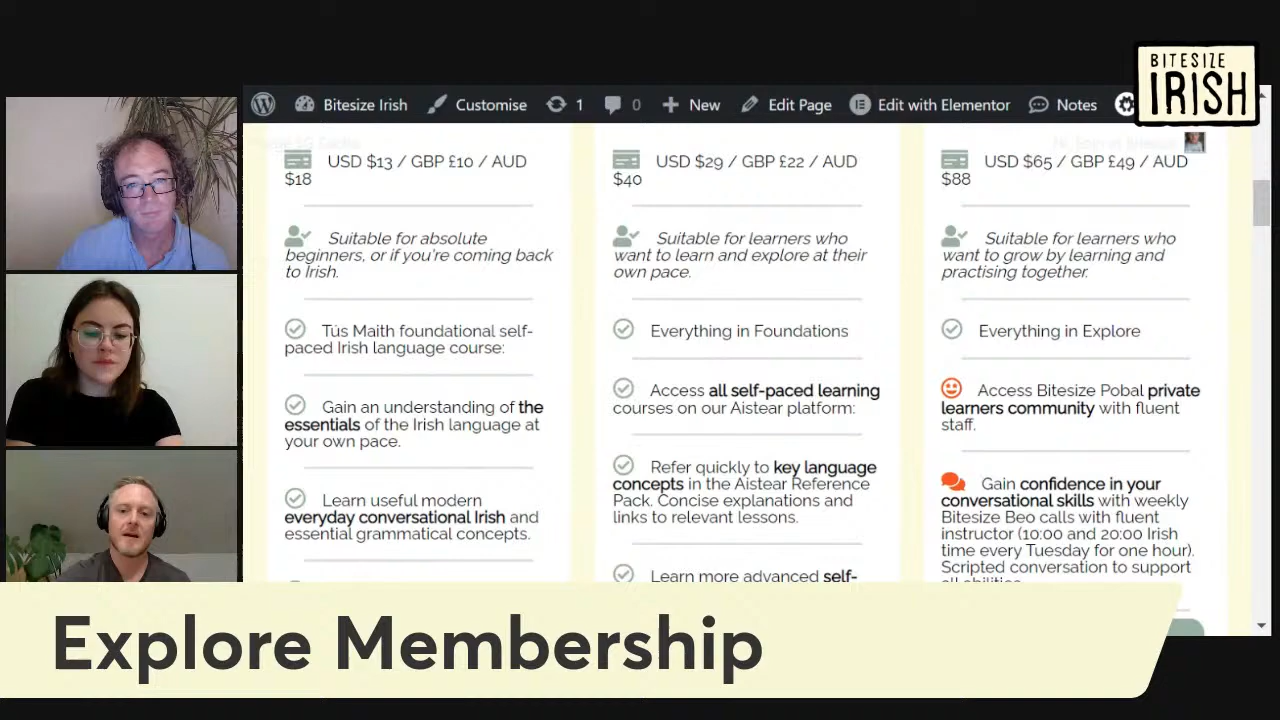 BITESIZE
IRISH
Bitesize Irish
Customise
1
0
New
Edit Page
Edit with Elementor
Notes
USD $13 / GBP £10 / AUD
$18
Suitable for absolute
beginners, or if you're coming back
to Irish.
Tús Maith foundational self-
paced Irish language course:
Gain an understanding of the
essentials of the Irish language at
your own pace.
Learn useful modern
everyday conversational Irish and
essential grammatical concepts.
USD $29 / GBP £22 / AUD
$40
Suitable for learners who
want to learn and explore at their
own pace.
Everything in Foundations
Access all self-paced learning
courses on our Aistear platform:
Refer quickly to key language
concepts in the Aistear Reference
Pack. Concise explanations and
links to relevant lessons.
Learn more advanced self-
USD $65 / GBP £49 / AUD
$88
Suitable for learners who
want to grow by learning and
practising together.
Everything in Explore
Access Bitesize Pobal private
learners community with fluent
staff.
Gain confidence in your
conversational skills with weekly
Bitesize Beo calls with fluent
instructor (10:00 and 20:00 Irish
time every Tuesday for one hour).
Scripted conversation to support
all abilities
Explore Membership